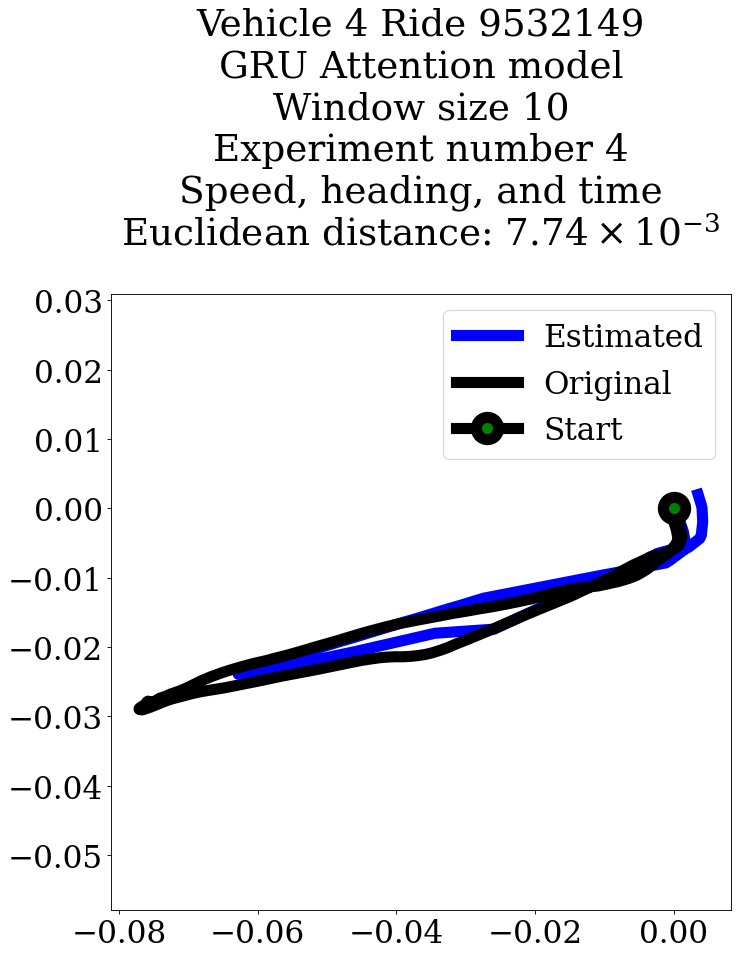 Vehicle 4 Ride 9532149
GRU Attention model
Window size 10
Experiment number 4
Speed, heading, and time
Euclidean distance: 7.74 × 10⁻³
0.03
0.02
0.01
0.00
−0.01
−0.02
−0.03
−0.04
−0.05
Estimated
Original
Start
−0.08 −0.06 −0.04 −0.02 0.00